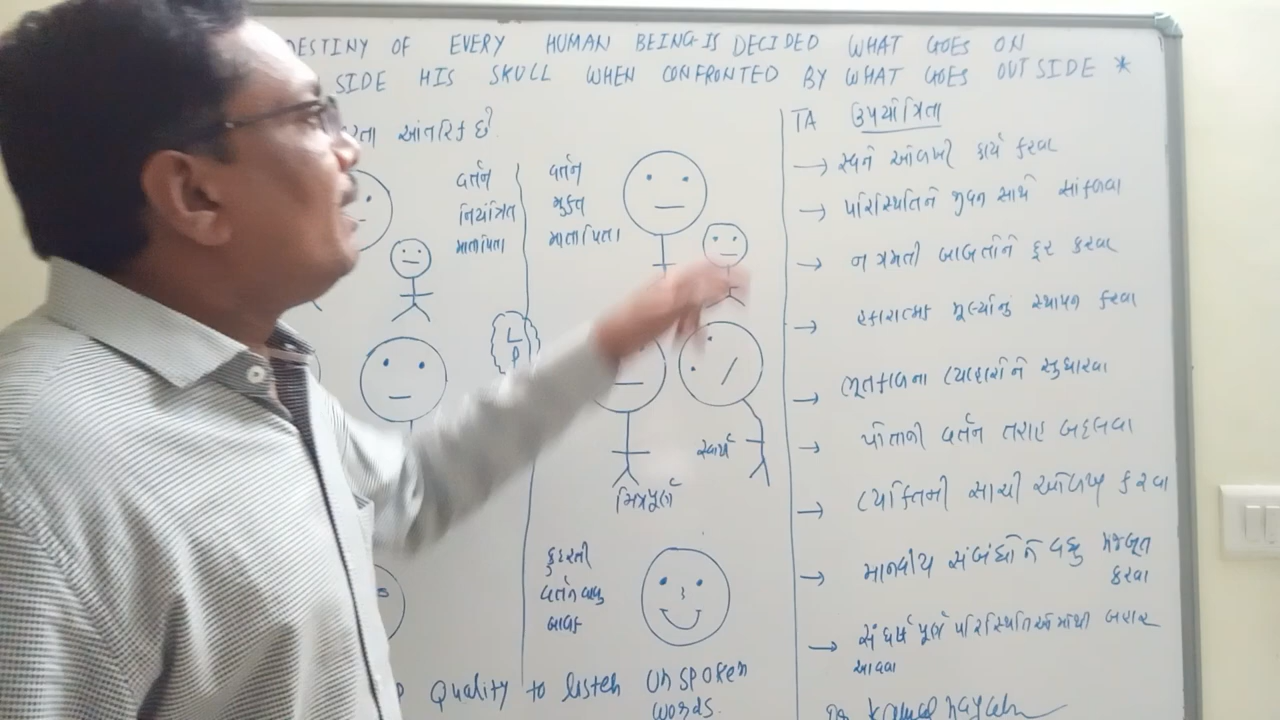 DESTINY OF EVERY HUMAN BEING IS DECIDED WHAT GOES ON
SIDE HIS SKULL WHEN CONFRONTED BY WHAT GOES OUTSIDE *
આંતરિક છે
વર્તન
નિયંત્રિત
માતાપિતા
વર્તન
મુક્ત
માતાપિતા
L
P
મિત્રપૂર્ણ
સ્વાર્થ
કુદરતી
વર્તન વાળુ
બાળક
Quality to listen Unspoken
words.
TA ઉપયોગિતા
→ સ્વને ઓળખી કાર્ય કરવા
→ પરિસ્થિતિને જીવન સાથે સાંકળવા
→ ન ગમતી બાબતોને દૂર કરવા
→ હકારાત્મક મૂલ્યોનું સ્થાપન કરવા
→ ભૂતકાળના વ્યવહારોને સુધારવા
→ પોતાની વર્તન તરાહ બદલવા
→ વ્યક્તિની સાચી ઓળખ કરવા
→ માનવીય સંબંધોને વધુ મજબૂત
કરવા
→ સંઘર્ષ પૂર્ણ પરિસ્થિતિઓમાંથી બહાર
આવવા